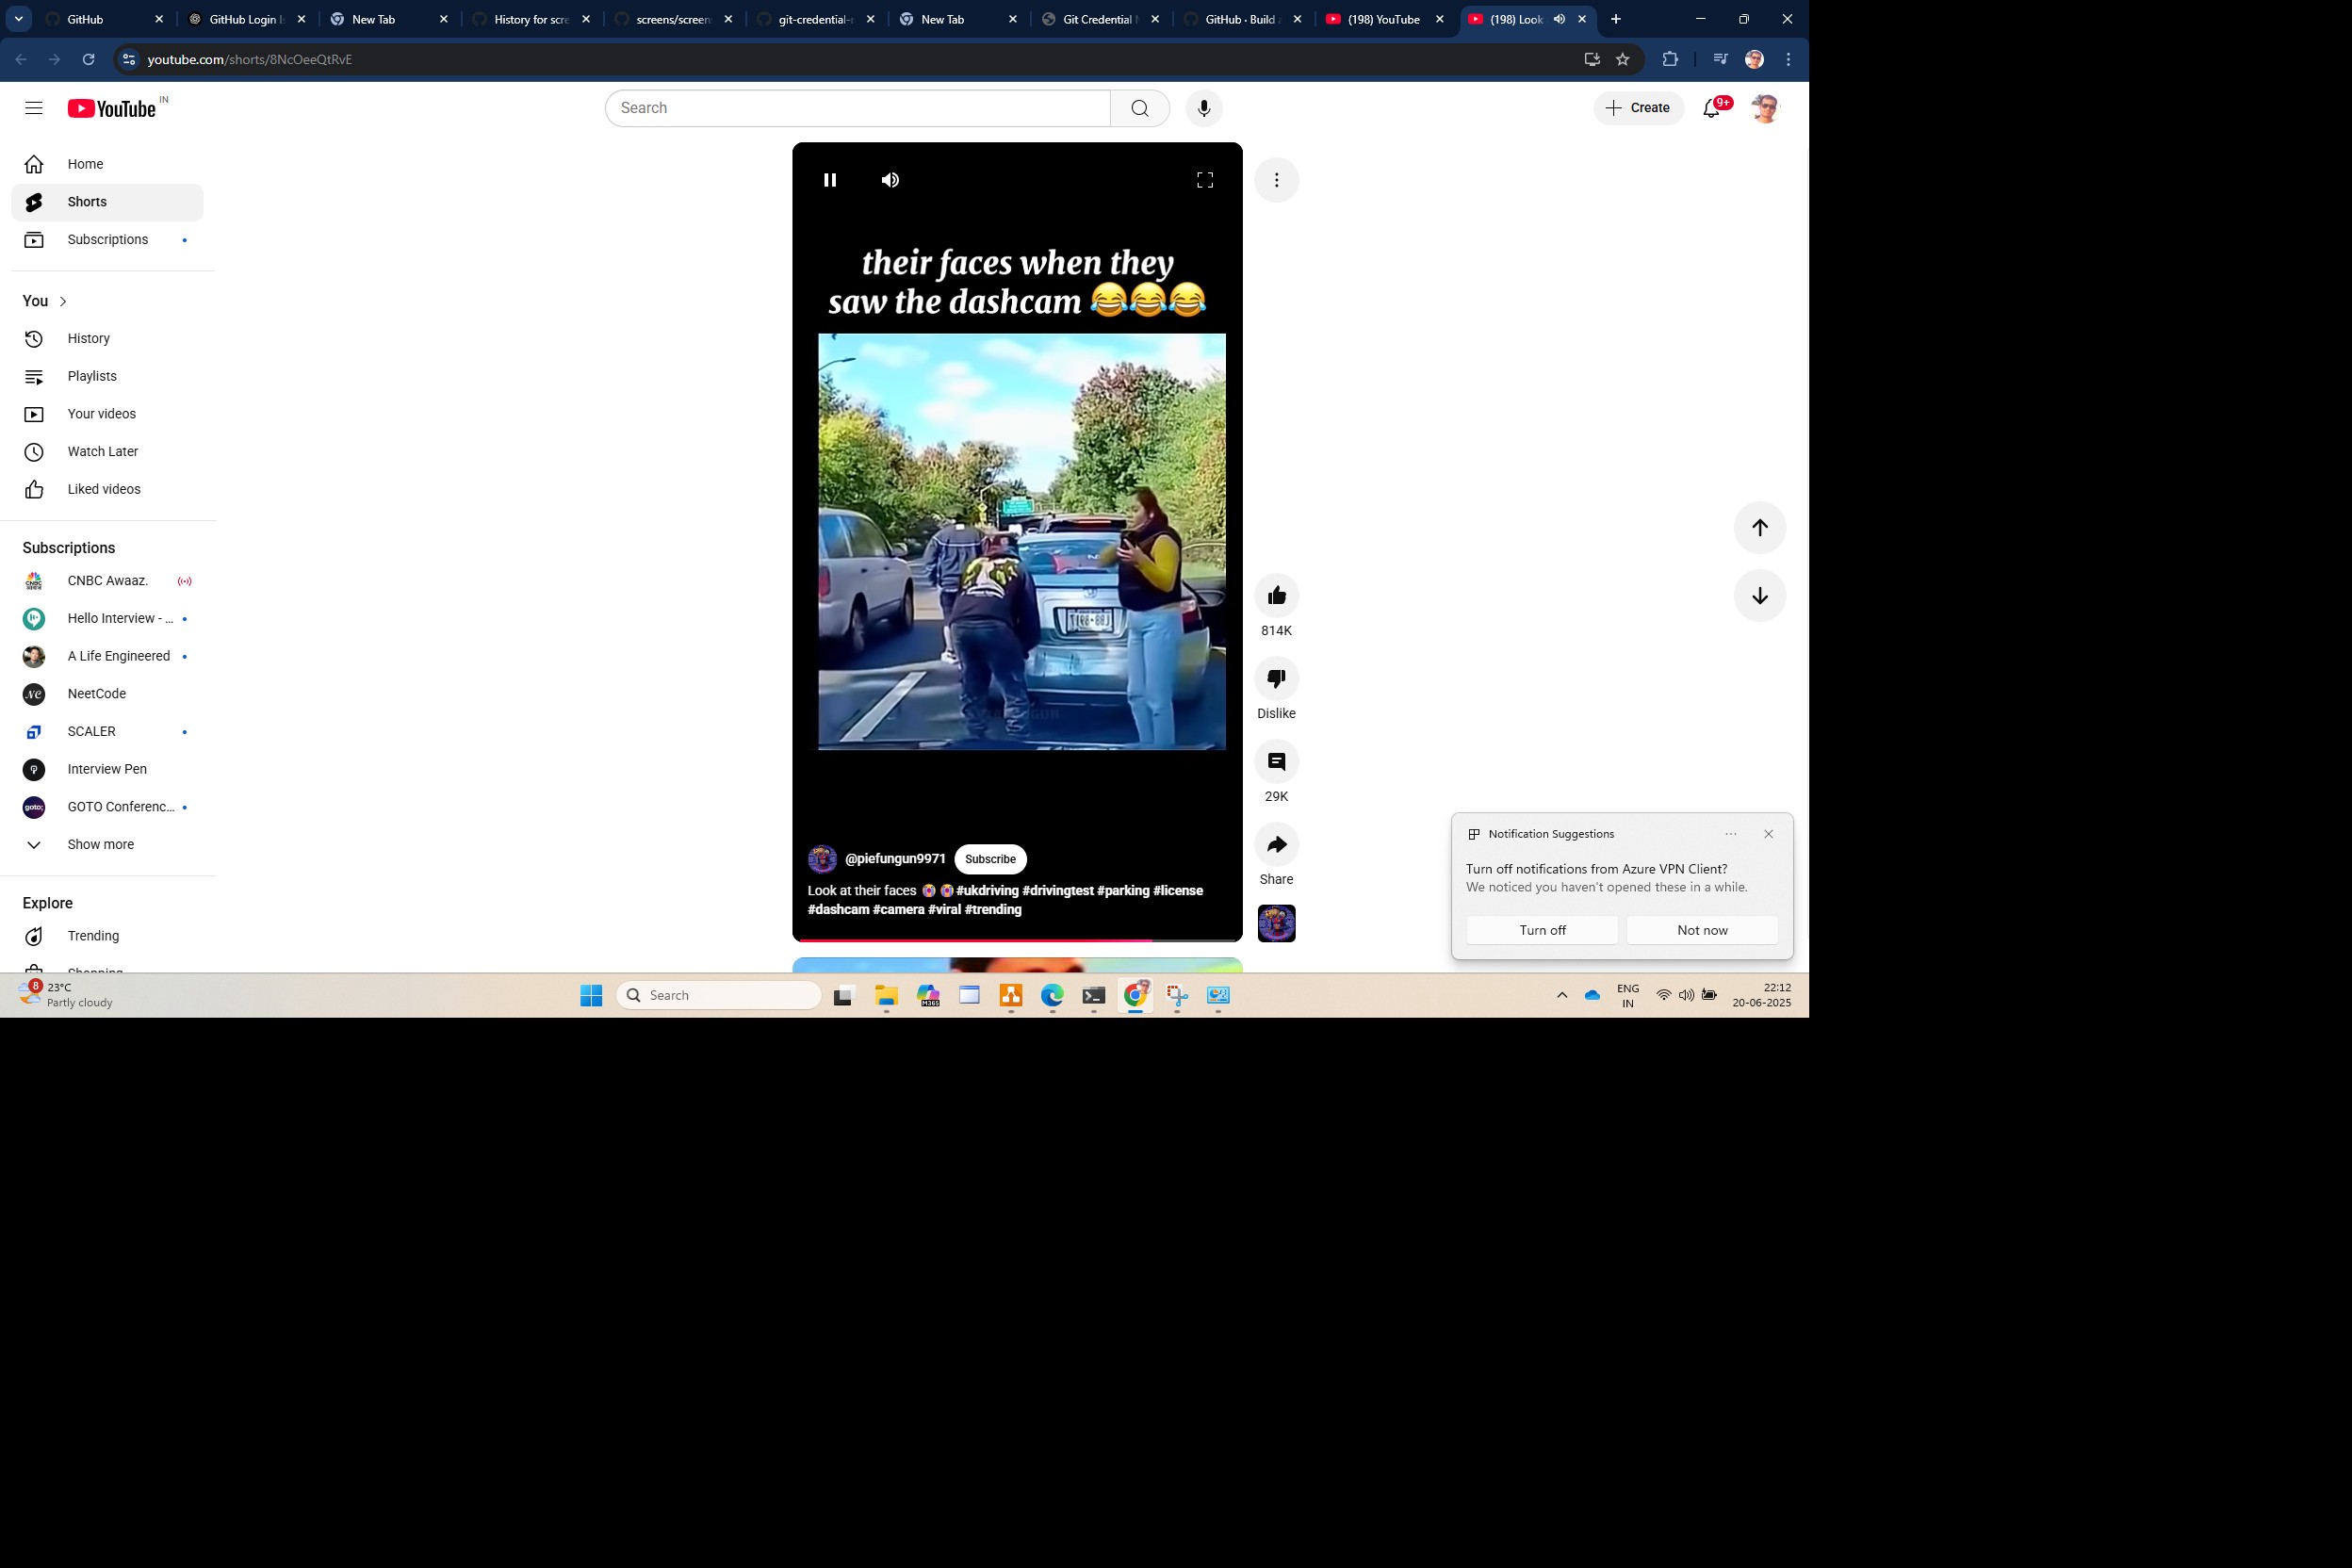 GitHub
GitHub Login
New Tab
History for scre
screens/screen
git-credential-
New Tab
Git Credential
GitHub · Build
(198) YouTube
(198) Look
youtube.com/shorts/8NcOeeQtRvE
YouTube IN
Search
Create
9+
Home
Shorts
Subscriptions
You
History
Playlists
Your videos
Watch Later
Liked videos
Subscriptions
CNBC Awaaz.
Hello Interview - ...
A Life Engineered
NeetCode
SCALER
Interview Pen
GOTO Conferenc...
Show more
Explore
Trending
Shopping
their faces when they
saw the dashcam 😂😂😂
@piefungun9971
Subscribe
Look at their faces #ukdriving #drivingtest #parking #license
#dashcam #camera #viral #trending
814K
Dislike
29K
Share
Notification Suggestions
Turn off notifications from Azure VPN Client?
We noticed you haven't opened these in a while.
Turn off
Not now
8
23°C
Partly cloudy
Search
M365
ENG
IN
22:12
20-06-2025